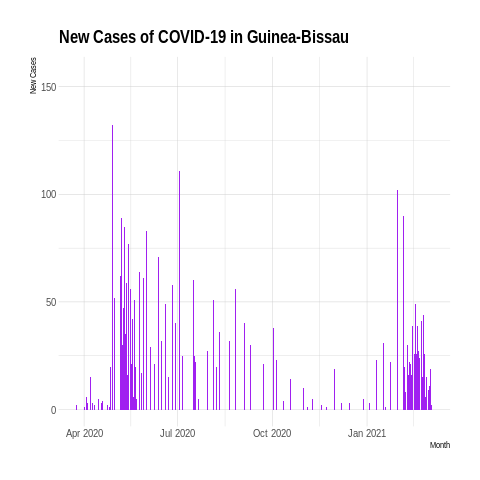 New Cases of COVID-19 in Guinea-Bissau
New Cases
150
100
50
0
Apr 2020 Jul 2020 Oct 2020 Jan 2021
Month